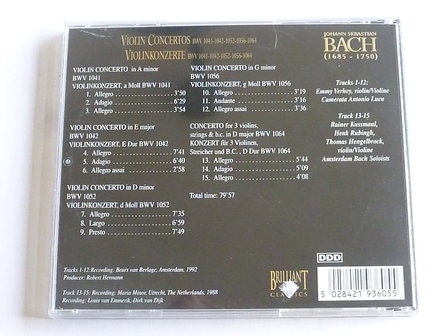 VIOLIN CONCERTOS BWV 1041-1042-1052-1056-1064
VIOLINKONZERTE BWV 1041-1042-1052-1056-1064
JOHANN SEBASTIAN
BACH
(1685 - 1750)
VIOLIN CONCERTO in A minor
BWV 1041
VIOLINKONZERT, a Moll BWV 1041
1. Allegro 3'50
2. Adagio 6'29
3. Allegro 3'54
VIOLIN CONCERTO in E major
BWV 1042
VIOLINKONZERT, E Dur BWV 1042
4. Allegro 7'41
5. Adagio 6'40
6. Allegro assai 2'58
VIOLIN CONCERTO in D minor
BWV 1052
VIOLINKONZERT, d Moll BWV 1052
7. Allegro 7'35
8. Largo 6'59
9. Presto 7'49
VIOLIN CONCERTO in G minor
BWV 1056
VIOLINKONZERT, g Moll BWV 1056
10. Allegro 3'19
11. Andante 3'16
12. Allegro assai 3'36
CONCERTO for 3 violins,
strings & b.c. in D major BWV 1064
KONZERT für 3 Violinen,
Streicher und B.C. , D Dur BWV 1064
13. Allegro 5'44
14. Adagio 5'09
15. Allegro 4'08
Total time: 79'57
Tracks 1-12:
Emmy Verhey, violin/Violine
Camerata Antonio Luco
Track 13-15
Rainer Kussmaul,
Henk Rubingh,
Thomas Hengelbrock,
violin/Violine
Amsterdam Bach Soloists
Tracks 1-12:Recording: Beurs van Berlage, Amsterdam, 1992
Producer: Robert Hermann
Track 13-15: Recording: Maria Minor, Utrecht, The Netherlands, 1988
Recording; Louis van Emmerik, Dirk van Dijk
BRILLIANT
CLASSICS
DDD
5 028421 936055